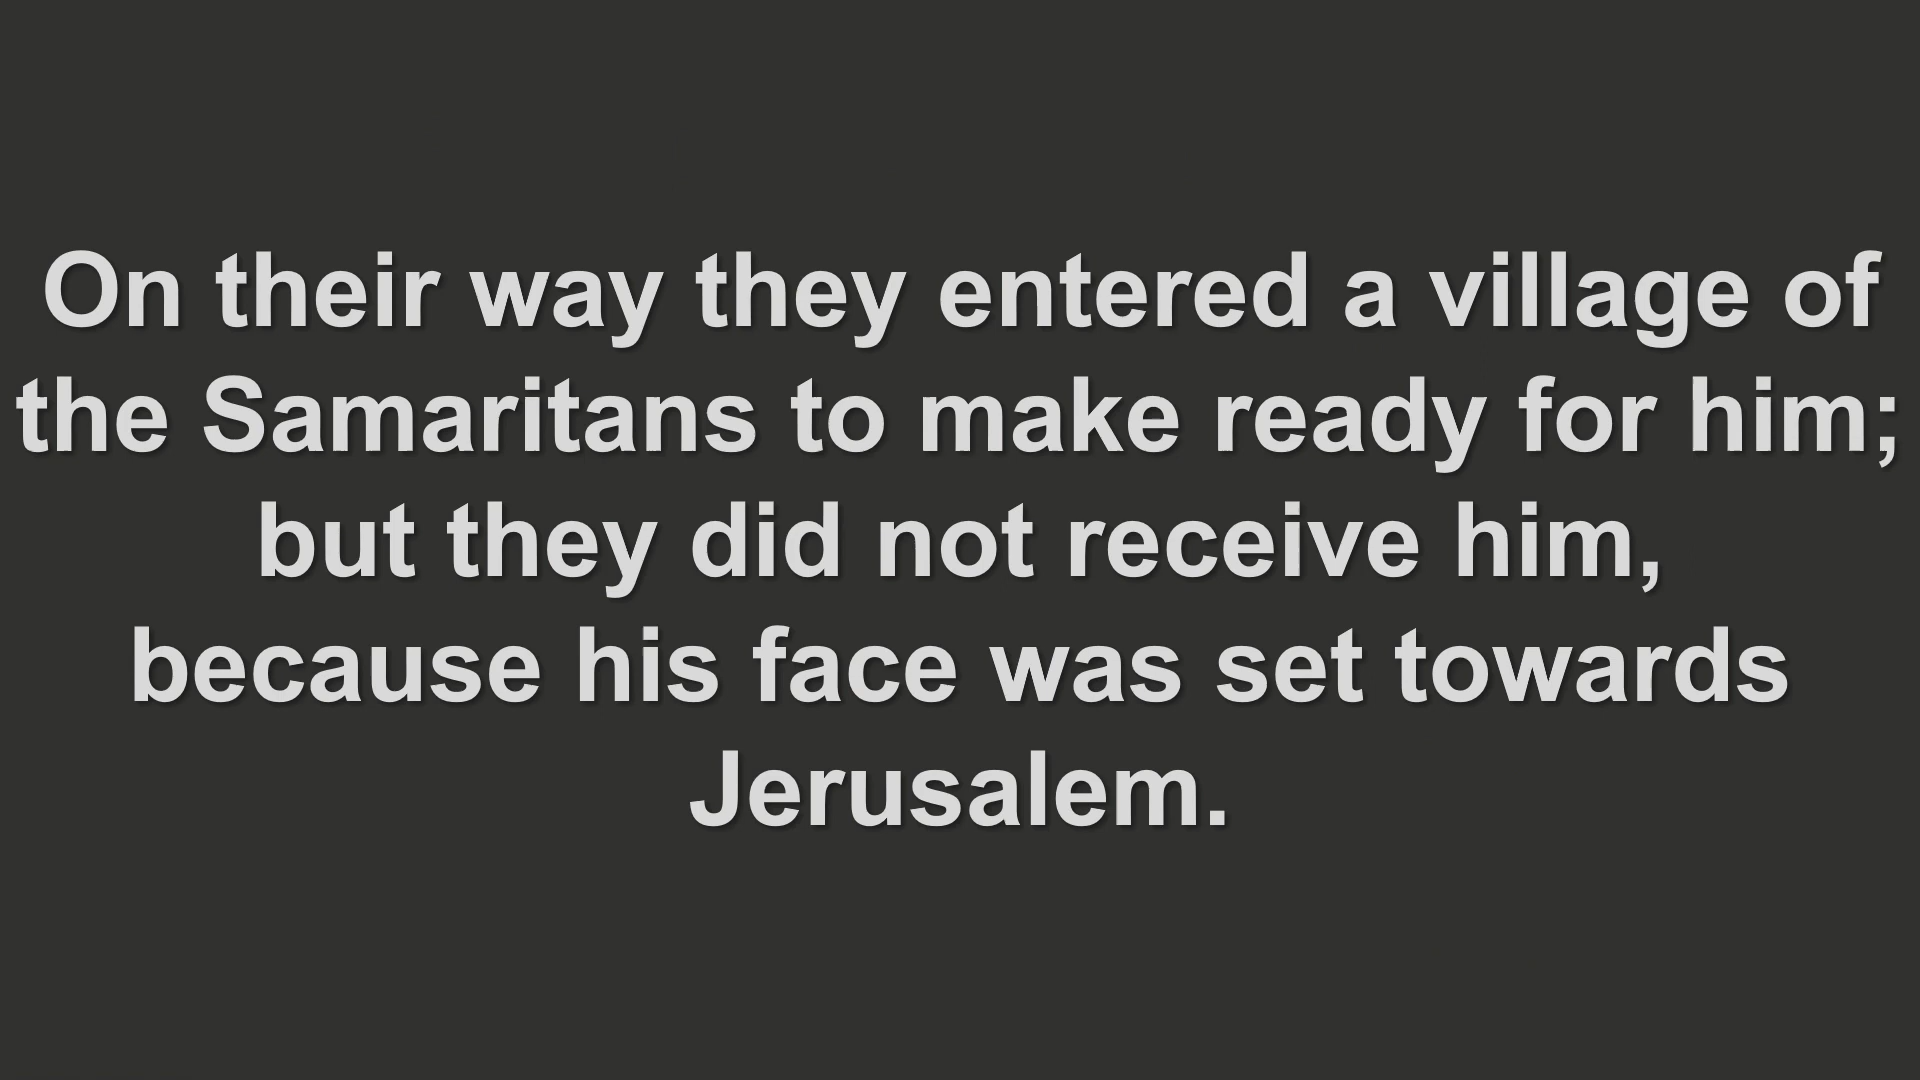 On their way they entered a village of
the Samaritans to make ready for him;
but they did not receive him,
because his face was set towards
Jerusalem.